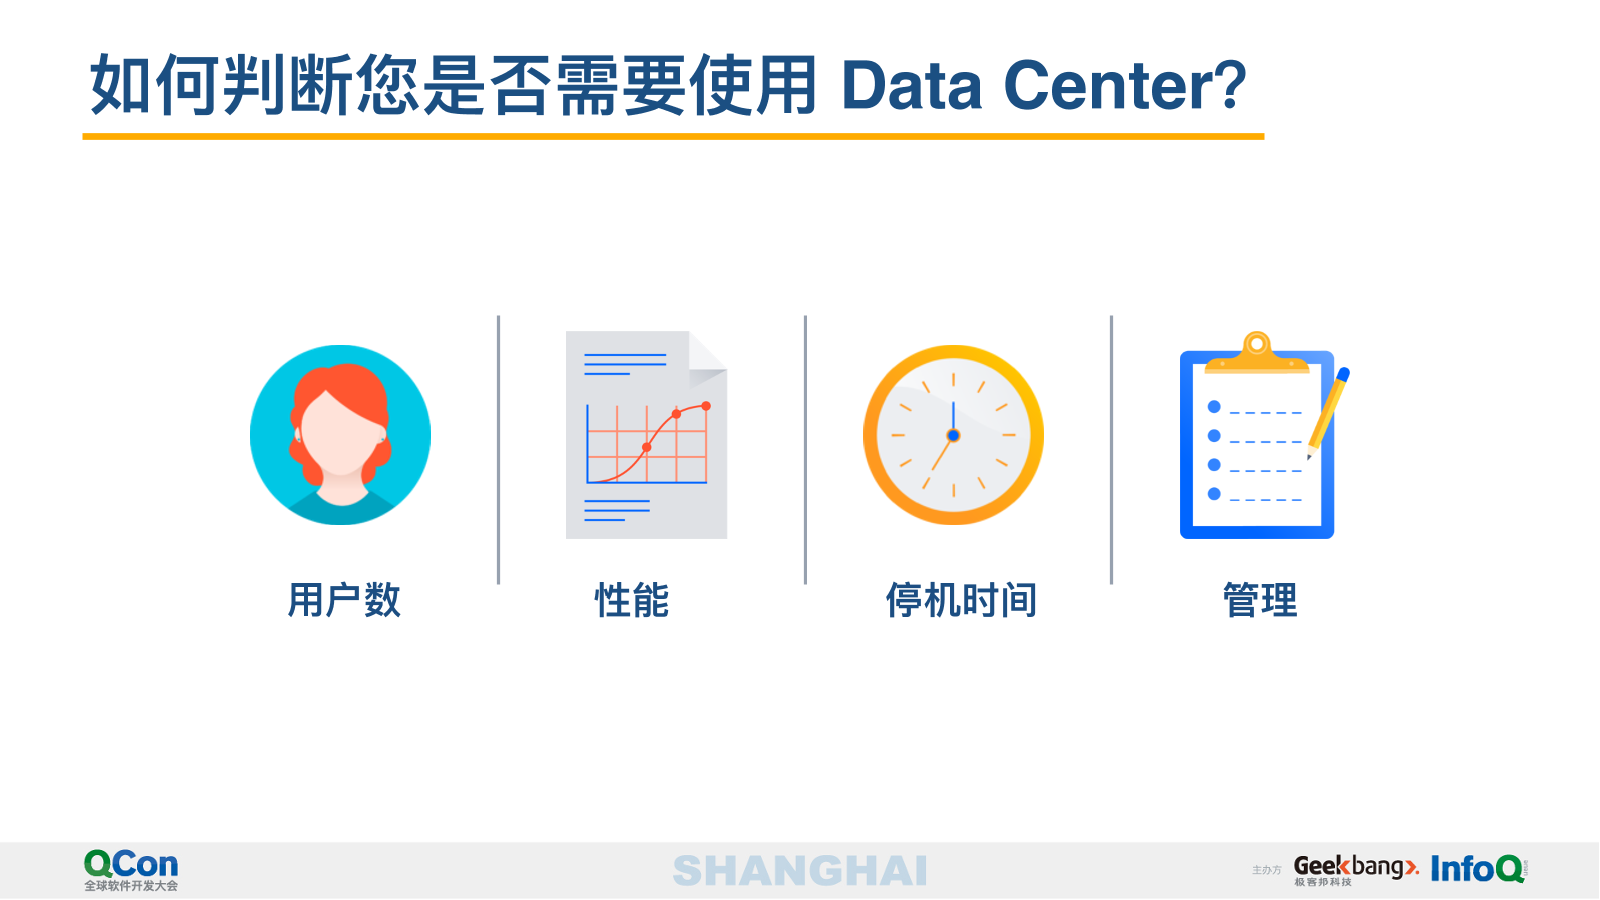 如何判断您是否需要使用 Data Center?
用户数
性能
停机时间
管理
QCon
全球软件开发大会
SHANGHAI
主办方
Geekbang
极客邦科技
InfoQ